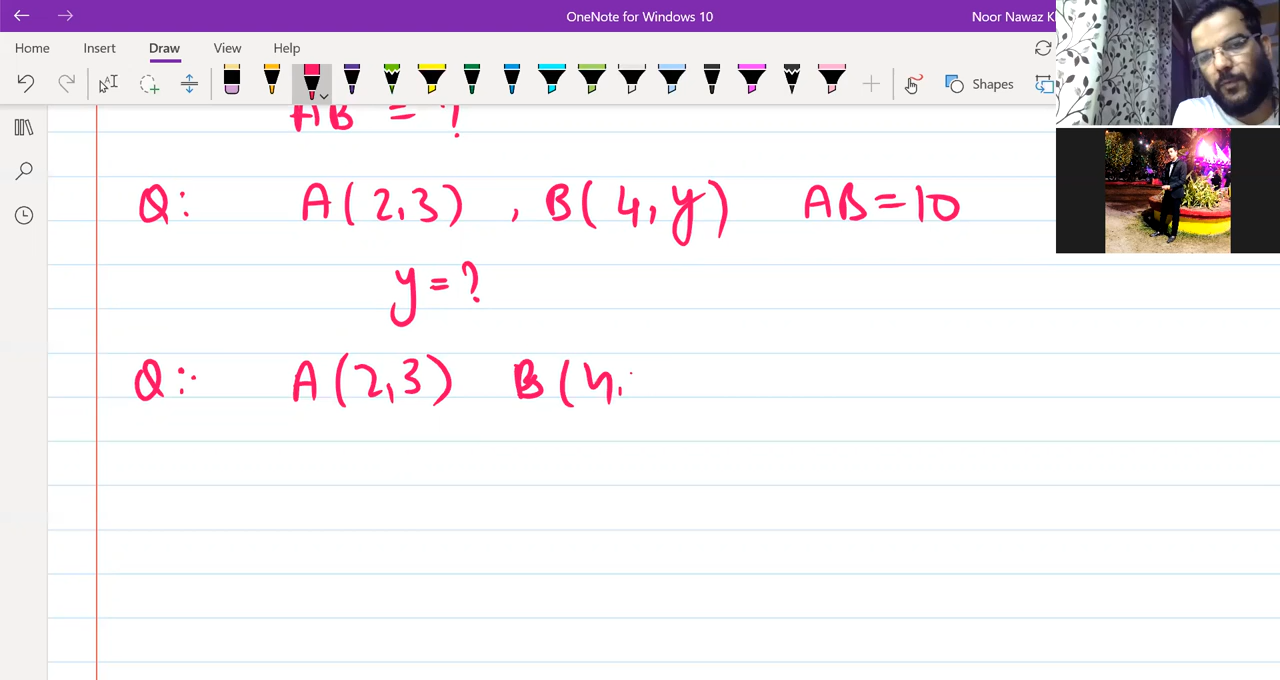 OneNote for Windows 10
Noor Nawaz K
Home Insert Draw View Help
Shapes
AB = ?
Q: A(2,3) , B(4,y) AB=10
y=?
Q: A(2,3) B(4,